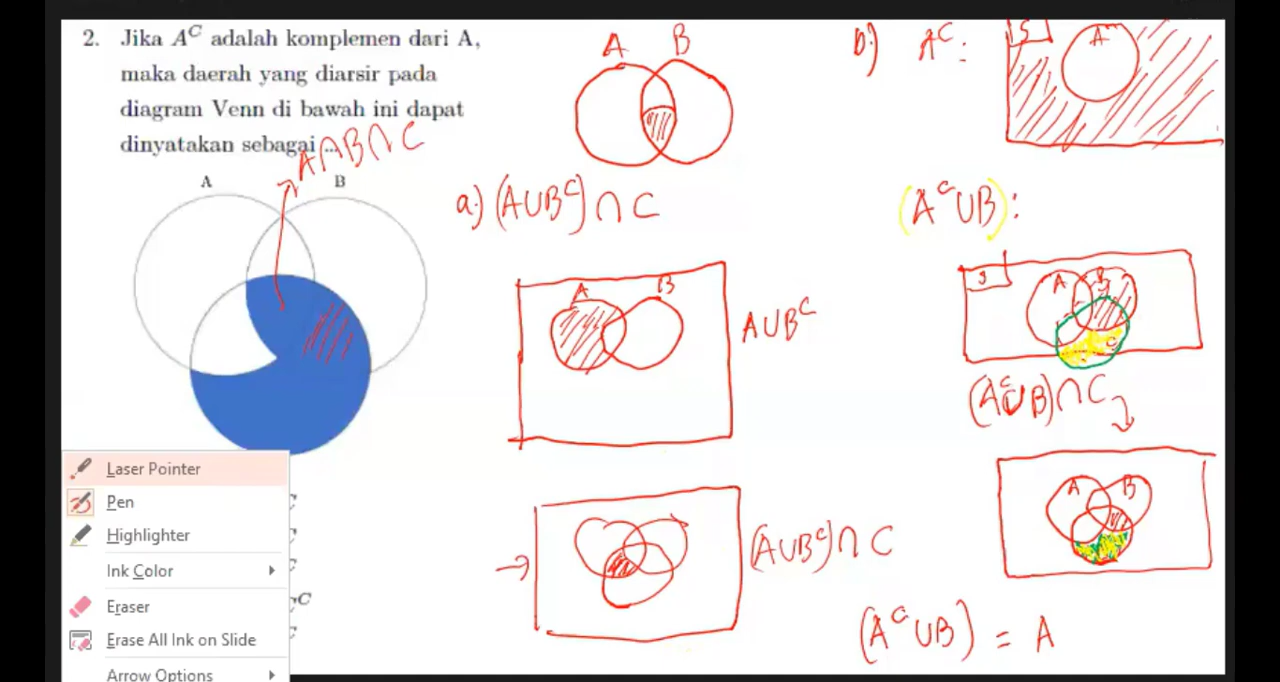 2. Jika A^C adalah komplemen dari A,
maka daerah yang diarsir pada
diagram Venn di bawah ini dapat
dinyatakan sebagai ...
A∩B∩C
A B
Laser Pointer
Pen
Highlighter
Ink Color
Eraser
Erase All Ink on Slide
Arrow Options
C
A B
a.) (A∪B^C)∩C
A B
A∪B^C
(A∪B^C)∩C
b.) A^C :
S A
(A^C∪B) :
S A B
C
(A^C∪B)∩C
A B
(A^C∪B) = A